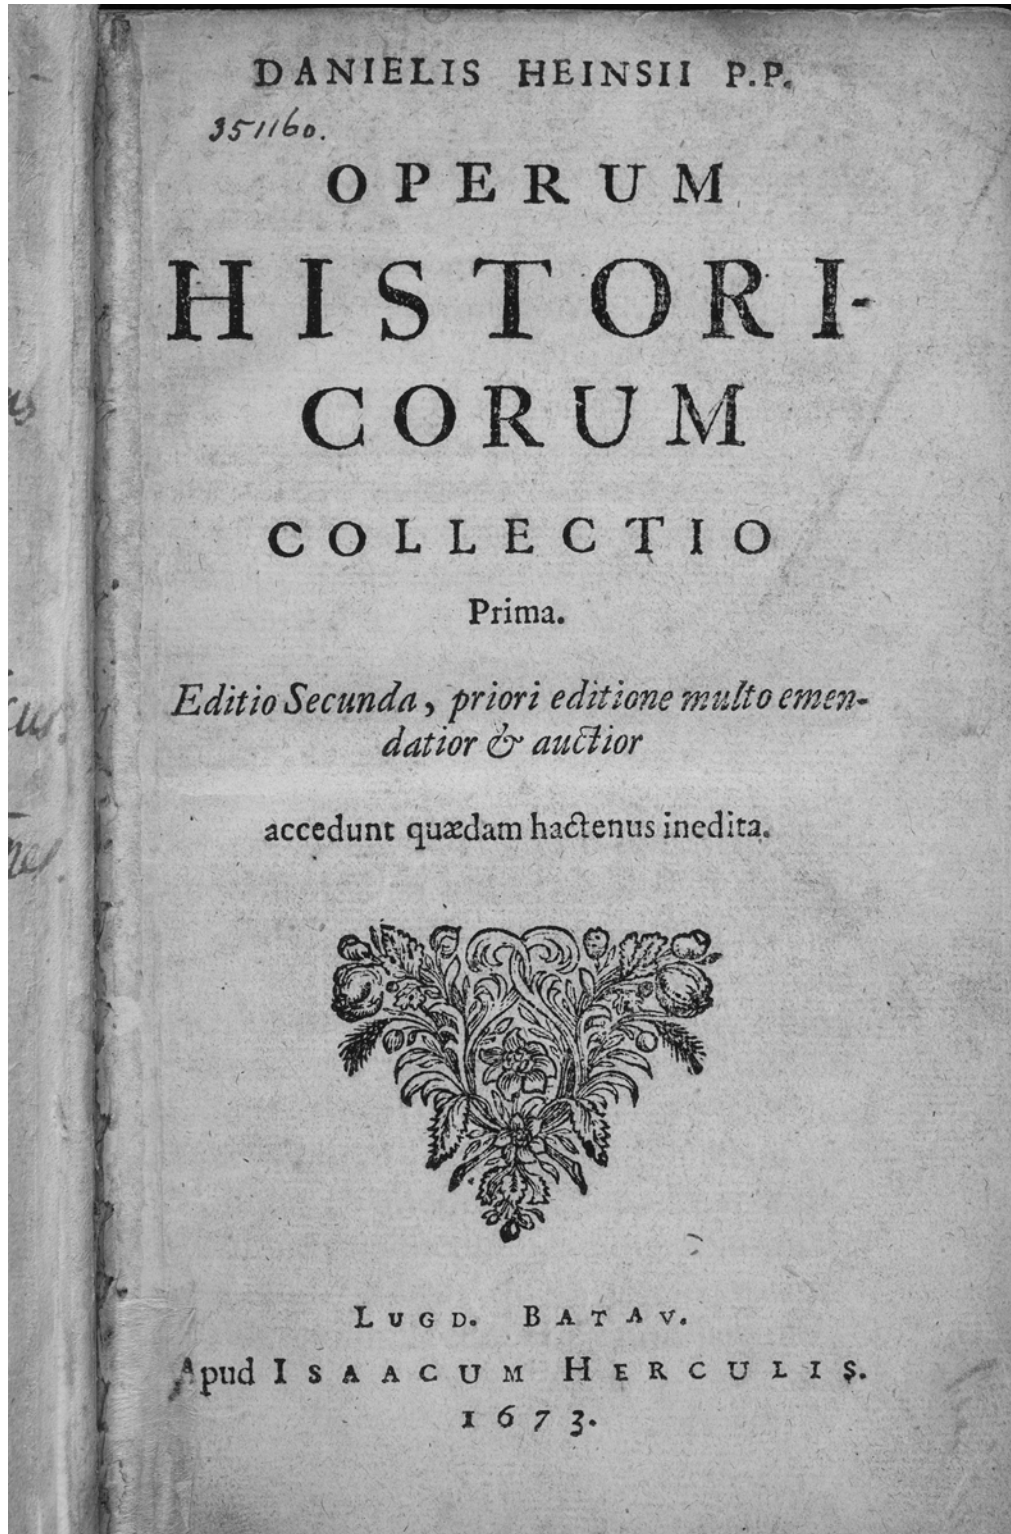 DANIELIS HEINSII P.P.
351160.
OPERUM
HISTORI-
CORUM
COLLECTIO
Prima.
Editio Secunda, priori editione multo emen-
datior & auctior
accedunt quædam hactenus inedita.
LUGD. BATAV.
Apud ISAACUM HERCULIS.
1673.